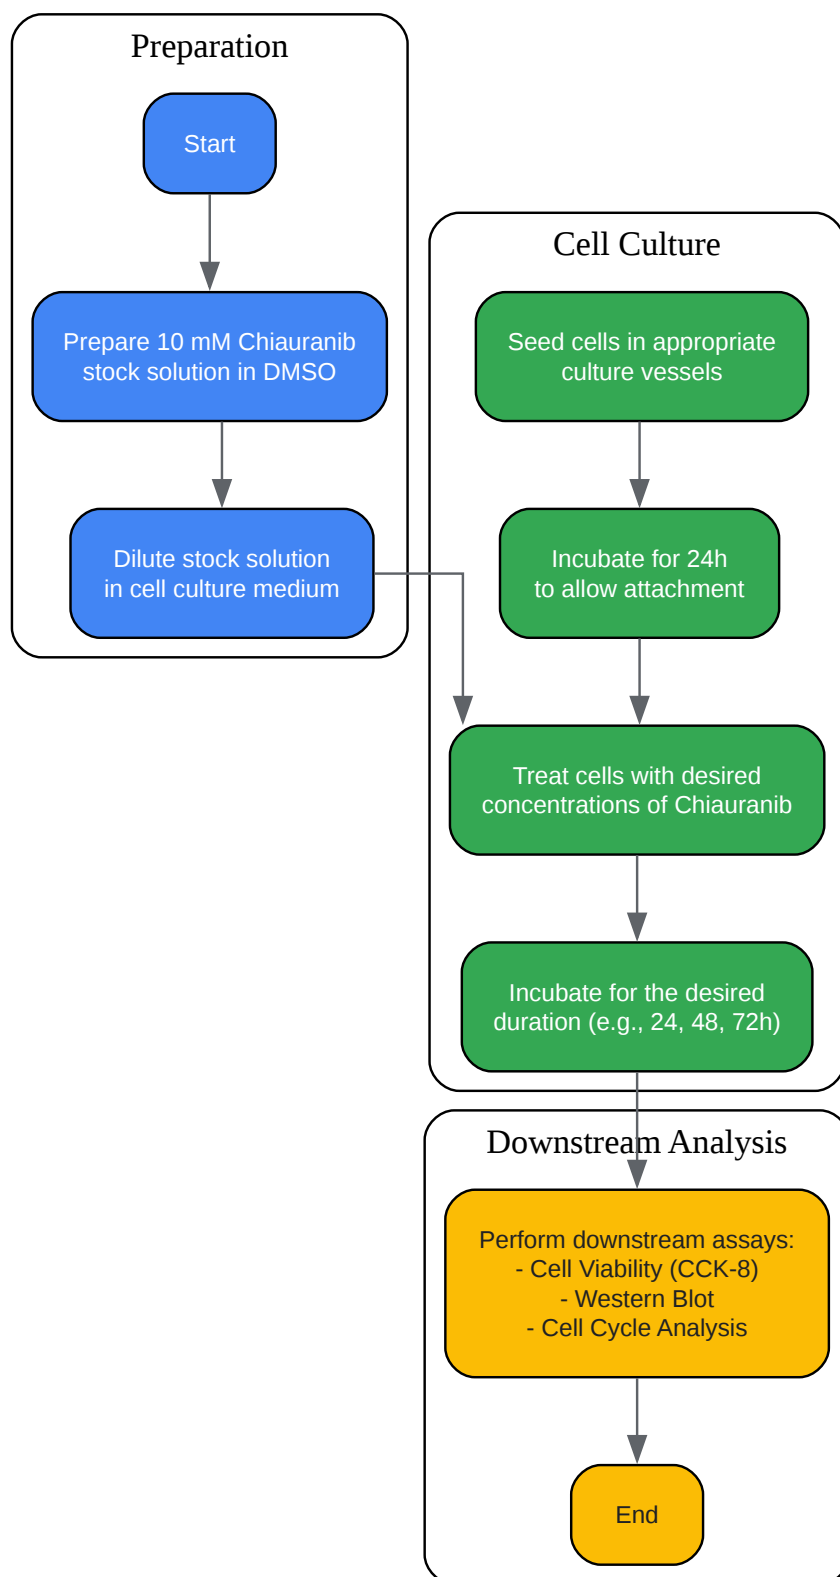 Preparation
Start
Prepare 10 mM Chiauranib
stock solution in DMSO
Dilute stock solution
in cell culture medium
Cell Culture
Seed cells in appropriate
culture vessels
Incubate for 24h
to allow attachment
Treat cells with desired
concentrations of Chiauranib
Incubate for the desired
duration (e.g., 24, 48, 72h)
Downstream Analysis
Perform downstream assays:
- Cell Viability (CCK-8)
- Western Blot
- Cell Cycle Analysis
End